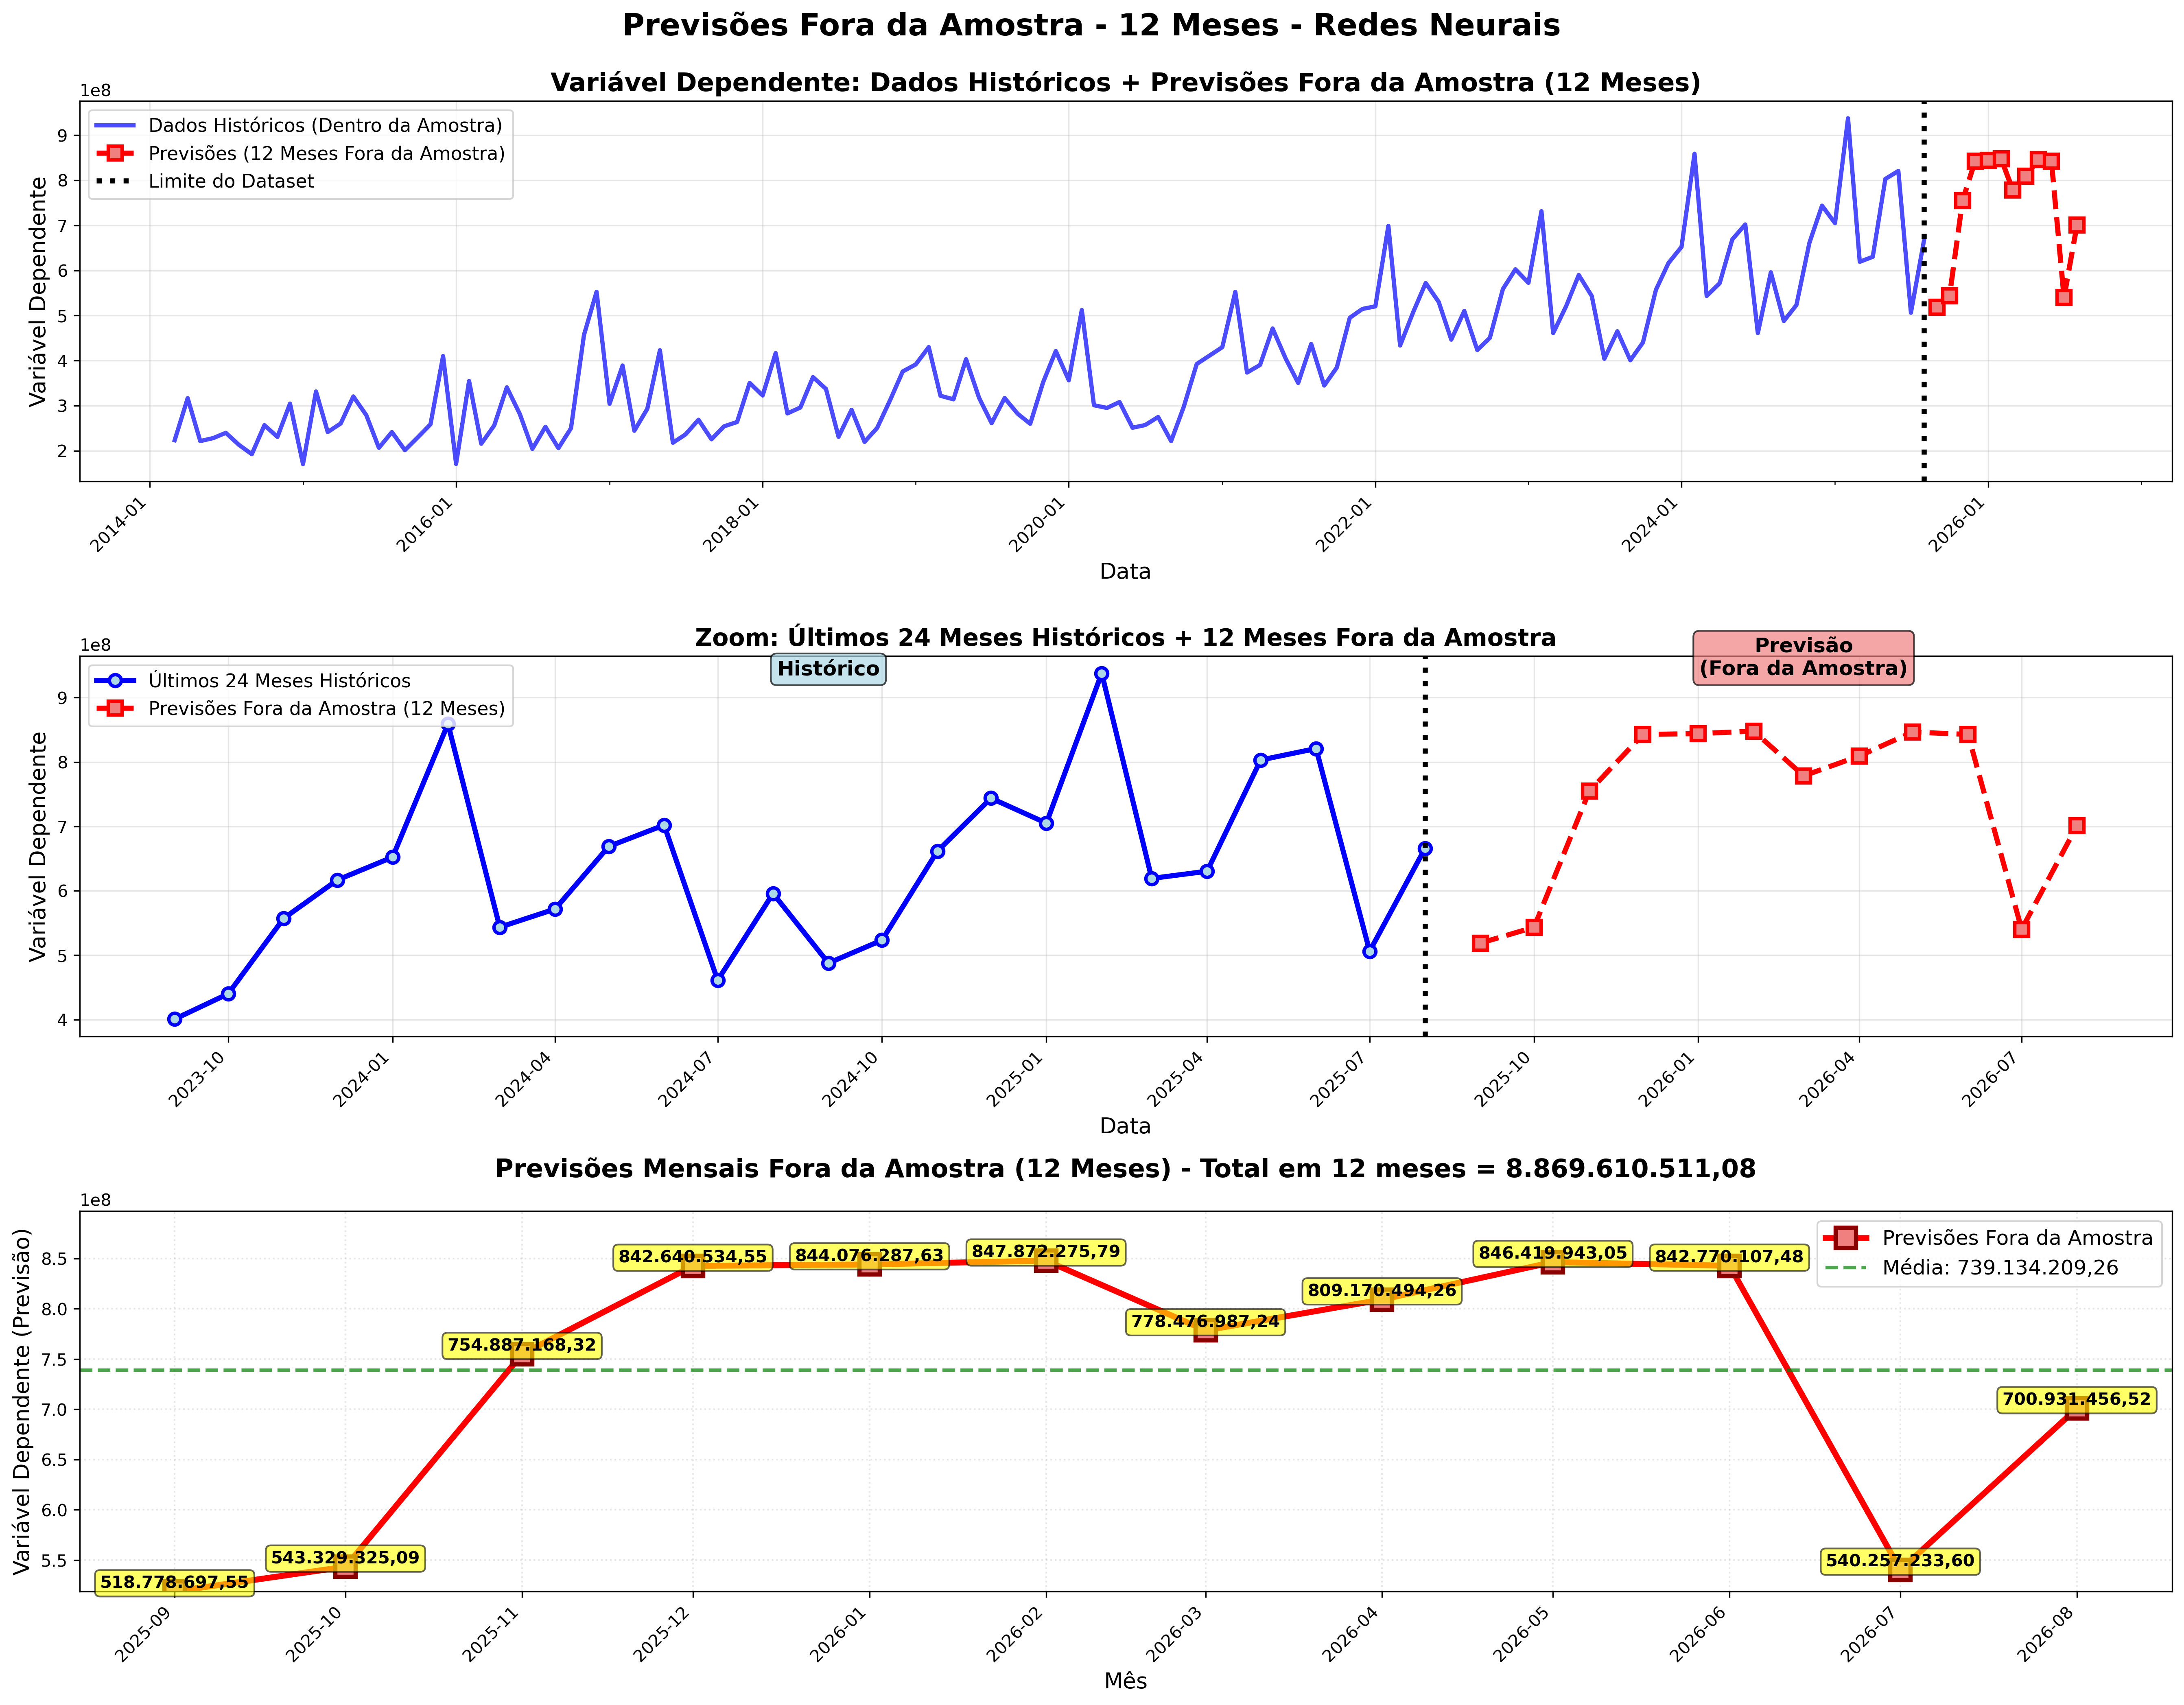 Previsões Fora da Amostra - 12 Meses - Redes Neurais
Variável Dependente: Dados Históricos + Previsões Fora da Amostra (12 Meses)
1e8
Dados Históricos (Dentro da Amostra)
Previsões (12 Meses Fora da Amostra)
Limite do Dataset
Variável Dependente
9
8
7
6
5
4
3
2
2014-01
2016-01
2018-01
2020-01
2022-01
2024-01
2026-01
Data
Zoom: Últimos 24 Meses Históricos + 12 Meses Fora da Amostra
1e8
Últimos 24 Meses Históricos
Previsões Fora da Amostra (12 Meses)
Histórico
Previsão
(Fora da Amostra)
Variável Dependente
9
8
7
6
5
4
2023-10
2024-01
2024-04
2024-07
2024-10
2025-01
2025-04
2025-07
2025-10
2026-01
2026-04
2026-07
Data
Previsões Mensais Fora da Amostra (12 Meses) - Total em 12 meses = 8.869.610.511,08
1e8
Previsões Fora da Amostra
Média: 739.134.209,26
Variável Dependente (Previsão)
8.5
8.0
7.5
7.0
6.5
6.0
5.5
518.778.697,55
543.329.325,09
754.887.168,32
842.640.534,55
844.076.287,63
847.872.275,79
778.476.987,24
809.170.494,26
846.419.943,05
842.770.107,48
540.257.233,60
700.931.456,52
2025-09
2025-10
2025-11
2025-12
2026-01
2026-02
2026-03
2026-04
2026-05
2026-06
2026-07
2026-08
Mês